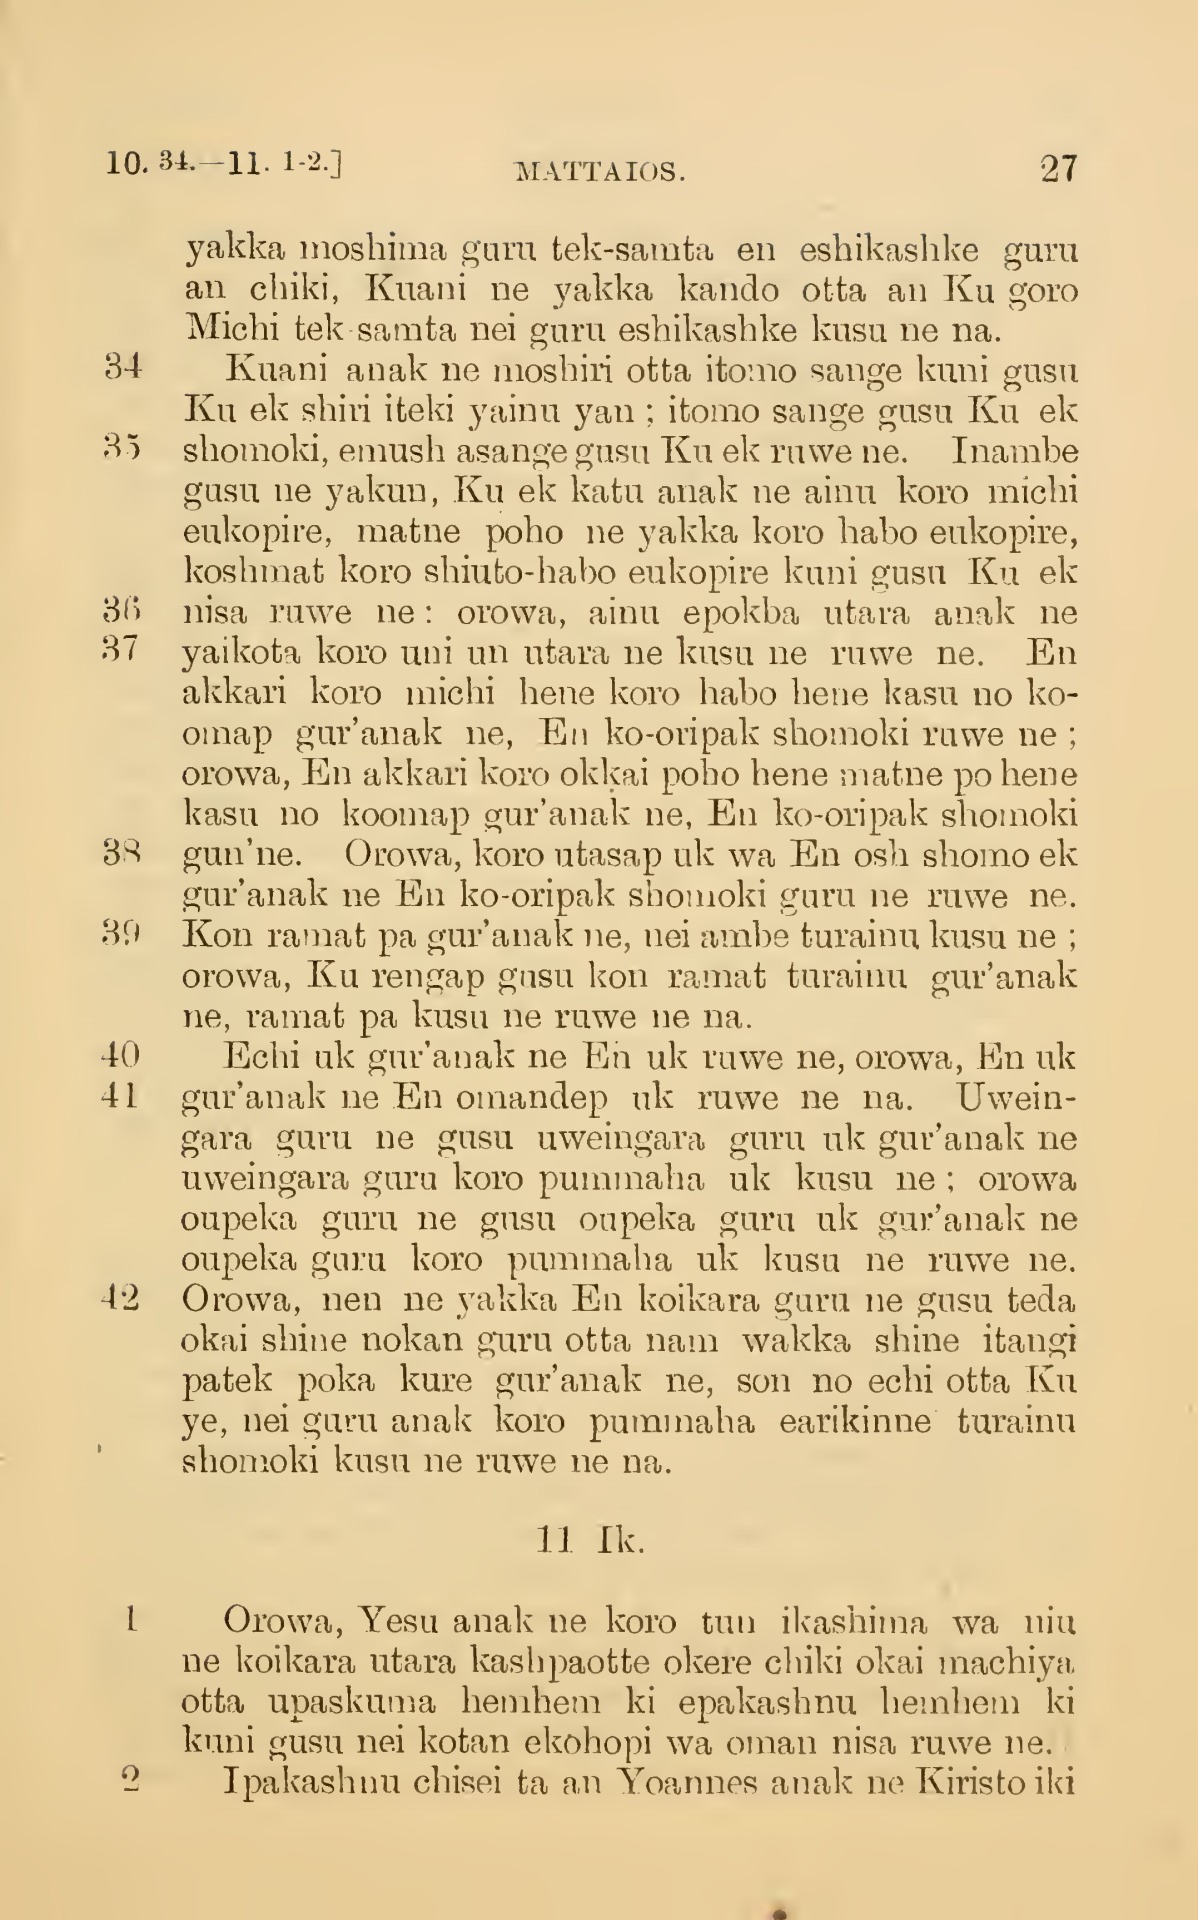 10. 34.—11. 1-2.] MATTAIOS. 27
yakka moshima guru tek-samta en eshikashke guru
an chiki, Kuani ne yakka kando otta an Ku goro
Michi tek-samta nei guru eshikashke kusu ne na.
34 Kuani anak ne moshiri otta itomo sange kuni gusu
Ku ek shiri iteki yainu yan ; itomo sange gusu Ku ek
35 shomoki, emush asange gusu Ku ek ruwe ne. Inambe
gusu ne yakun, Ku ek katu anak ne ainu koro michi
eukopire, matne poho ne yakka koro habo eukopire,
koshmat koro shiuto-habo eukopire kuni gusu Ku ek
36 nisa ruwe ne : orowa, ainu epokba utara anak ne
37 yaikota koro uni un utara ne kusu ne ruwe ne. En
akkari koro michi hene koro habo hene kasu no ko-
omap gur'anak ne, En ko-oripak shomoki ruwe ne ;
orowa, En akkari koro okkai poho hene matne po hene
kasu no koomap gur'anak ne, En ko-oripak shomoki
38 gun'ne. Orowa, koro utasap uk wa En osh shomo ek
gur'anak ne En ko-oripak shomoki guru ne ruwe ne.
39 Kon ramat pa gur'anak ne, nei ambe turainu kusu ne ;
orowa, Ku rengap gusu kon ramat turainu gur'anak
ne, ramat pa kusu ne ruwe ne na.
40 Echi uk gur'anak ne En uk ruwe ne, orowa, En uk
41 gur'anak ne En omandep uk ruwe ne na. Uwein-
gara guru ne gusu uweingara guru uk gur'anak ne
uweingara guru koro pummaha uk kusu ne ; orowa
oupeka guru ne gusu oupeka guru uk gur'anak ne
oupeka guru koro pummaha uk kusu ne ruwe ne.
42 Orowa, nen ne yakka En koikara guru ne gusu teda
okai shine nokan guru otta nam wakka shine itangi
patek poka kure gur'anak ne, son no echi otta Ku
ye, nei guru anak koro pummaha earikinne turainu
shomoki kusu ne ruwe ne na.
11 Ik.
1 Orowa, Yesu anak ne koro tun ikashima wa niu
ne koikara utara kashpaotte okere chiki okai machiya
otta upaskuma hemhem ki epakashnu hemhem ki
kuni gusu nei kotan ekohopi wa oman nisa ruwe ne.
2 Ipakashnu chisei ta an Yoannes anak ne Kiristo iki